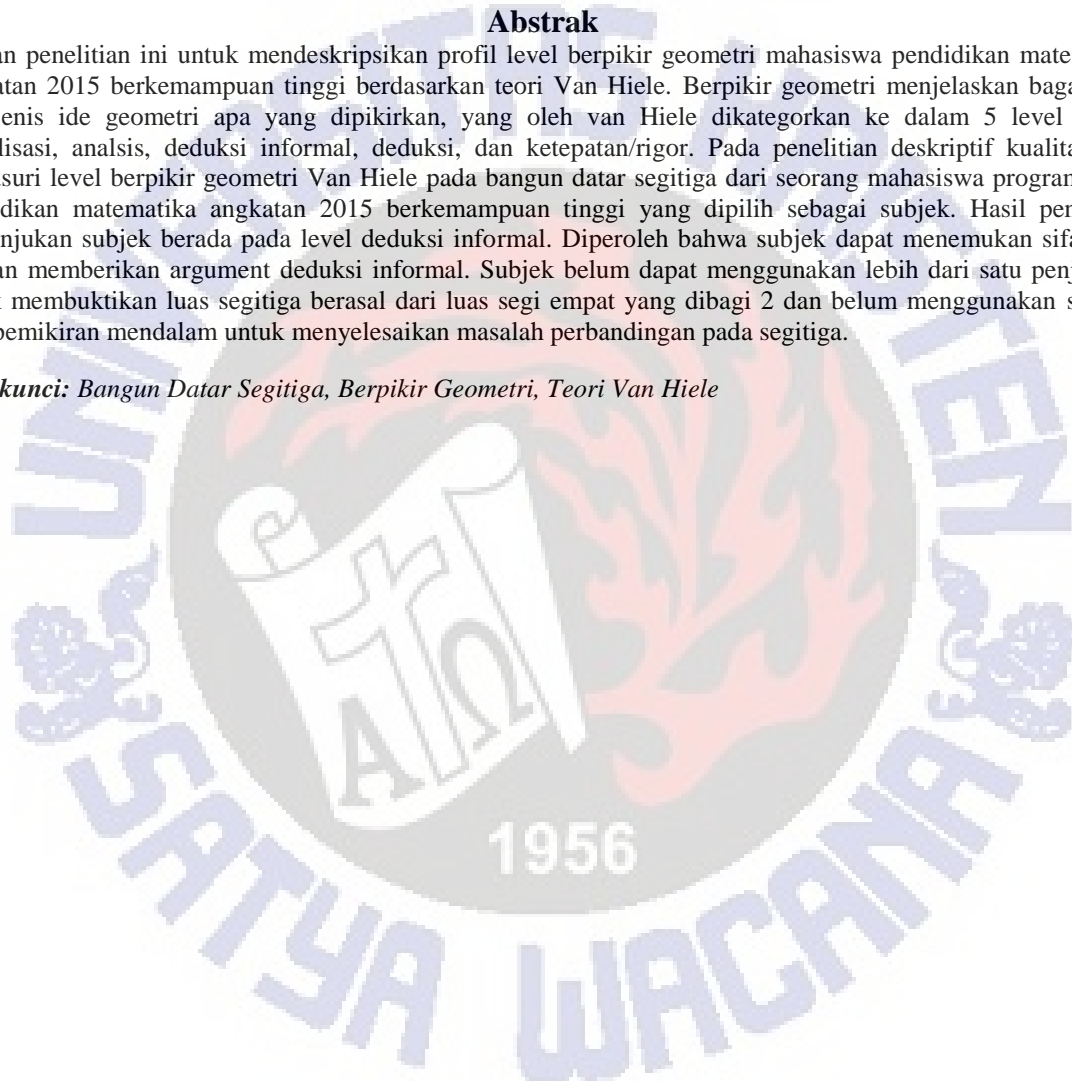 Abstrak
an penelitian ini untuk mendeskripsikan profil level berpikir geometri mahasiswa pendidikan mate
atan 2015 berkemampuan tinggi berdasarkan teori Van Hiele. Berpikir geometri menjelaskan baga
enis ide geometri apa yang dipikirkan, yang oleh van Hiele dikategorkan ke dalam 5 level
lisasi, analsis, deduksi informal, deduksi, dan ketepatan/rigor. Pada penelitian deskriptif kualita
suri level berpikir geometri Van Hiele pada bangun datar segitiga dari seorang mahasiswa program
dikan matematika angkatan 2015 berkemampuan tinggi yang dipilih sebagai subjek. Hasil pen
njukan subjek berada pada level deduksi informal. Diperoleh bahwa subjek dapat menemukan sifa
an memberikan argument deduksi informal. Subjek belum dapat menggunakan lebih dari satu penj
membuktikan luas segitiga berasal dari luas segi empat yang dibagi 2 dan belum menggunakan s
pemikiran mendalam untuk menyelesaikan masalah perbandingan pada segitiga.
kunci: Bangun Datar Segitiga, Berpikir Geometri, Teori Van Hiele
UNIVERSITAS KRISTEN
A Ω
1956
SATYA WACANA